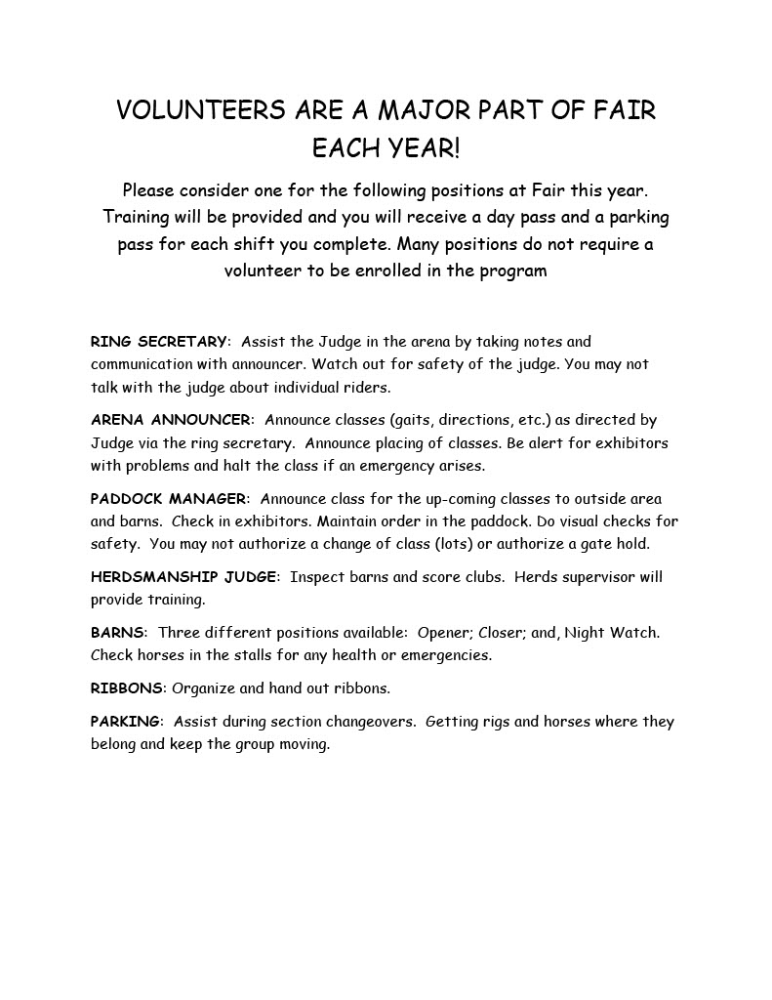 VOLUNTEERS ARE A MAJOR PART OF FAIR
EACH YEAR!
Please consider one for the following positions at Fair this year.
Training will be provided and you will receive a day pass and a parking
pass for each shift you complete. Many positions do not require a
volunteer to be enrolled in the program
RING SECRETARY:  Assist the Judge in the arena by taking notes and
communication with announcer. Watch out for safety of the judge. You may not
talk with the judge about individual riders.
ARENA ANNOUNCER:  Announce classes (gaits, directions, etc.) as directed by
Judge via the ring secretary.  Announce placing of classes. Be alert for exhibitors
with problems and halt the class if an emergency arises.
PADDOCK MANAGER:  Announce class for the up-coming classes to outside area
and barns.  Check in exhibitors. Maintain order in the paddock. Do visual checks for
safety.  You may not authorize a change of class (lots) or authorize a gate hold.
HERDSMANSHIP JUDGE:  Inspect barns and score clubs.  Herds supervisor will
provide training.
BARNS:  Three different positions available:  Opener; Closer; and, Night Watch.
Check horses in the stalls for any health or emergencies.
RIBBONS: Organize and hand out ribbons.
PARKING:  Assist during section changeovers.  Getting rigs and horses where they
belong and keep the group moving.